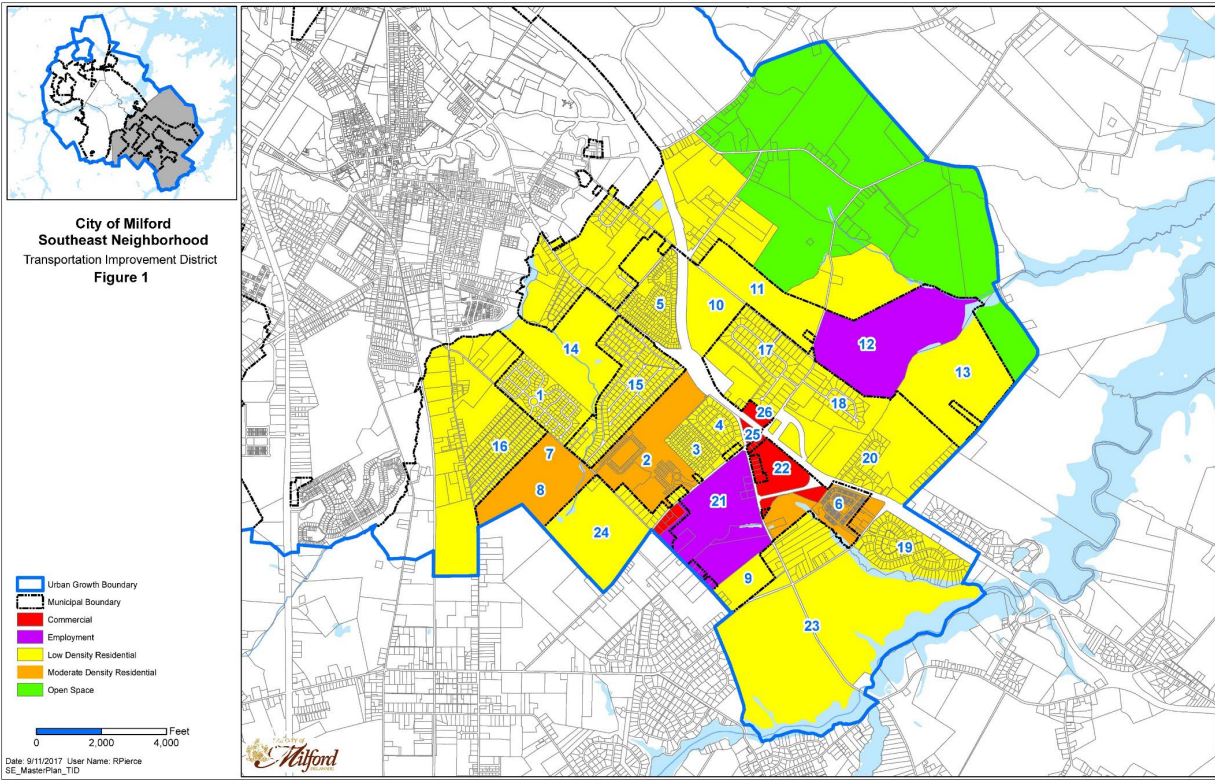 City of Milford
Southeast Neighborhood
Transportation Improvement District
Figure 1
Urban Growth Boundary
Municipal Boundary
Commercial
Employment
Low Density Residential
Moderate Density Residential
Open Space
Feet
0 2,000 4,000
Date: 9/11/2017 User Name: RPierce
SE_MasterPlan_TID
Milford
5
10
11
12
13
14
17
1
15
18
4
26
25
16
7
2
3
20
22
8
21
6
24
19
9
23